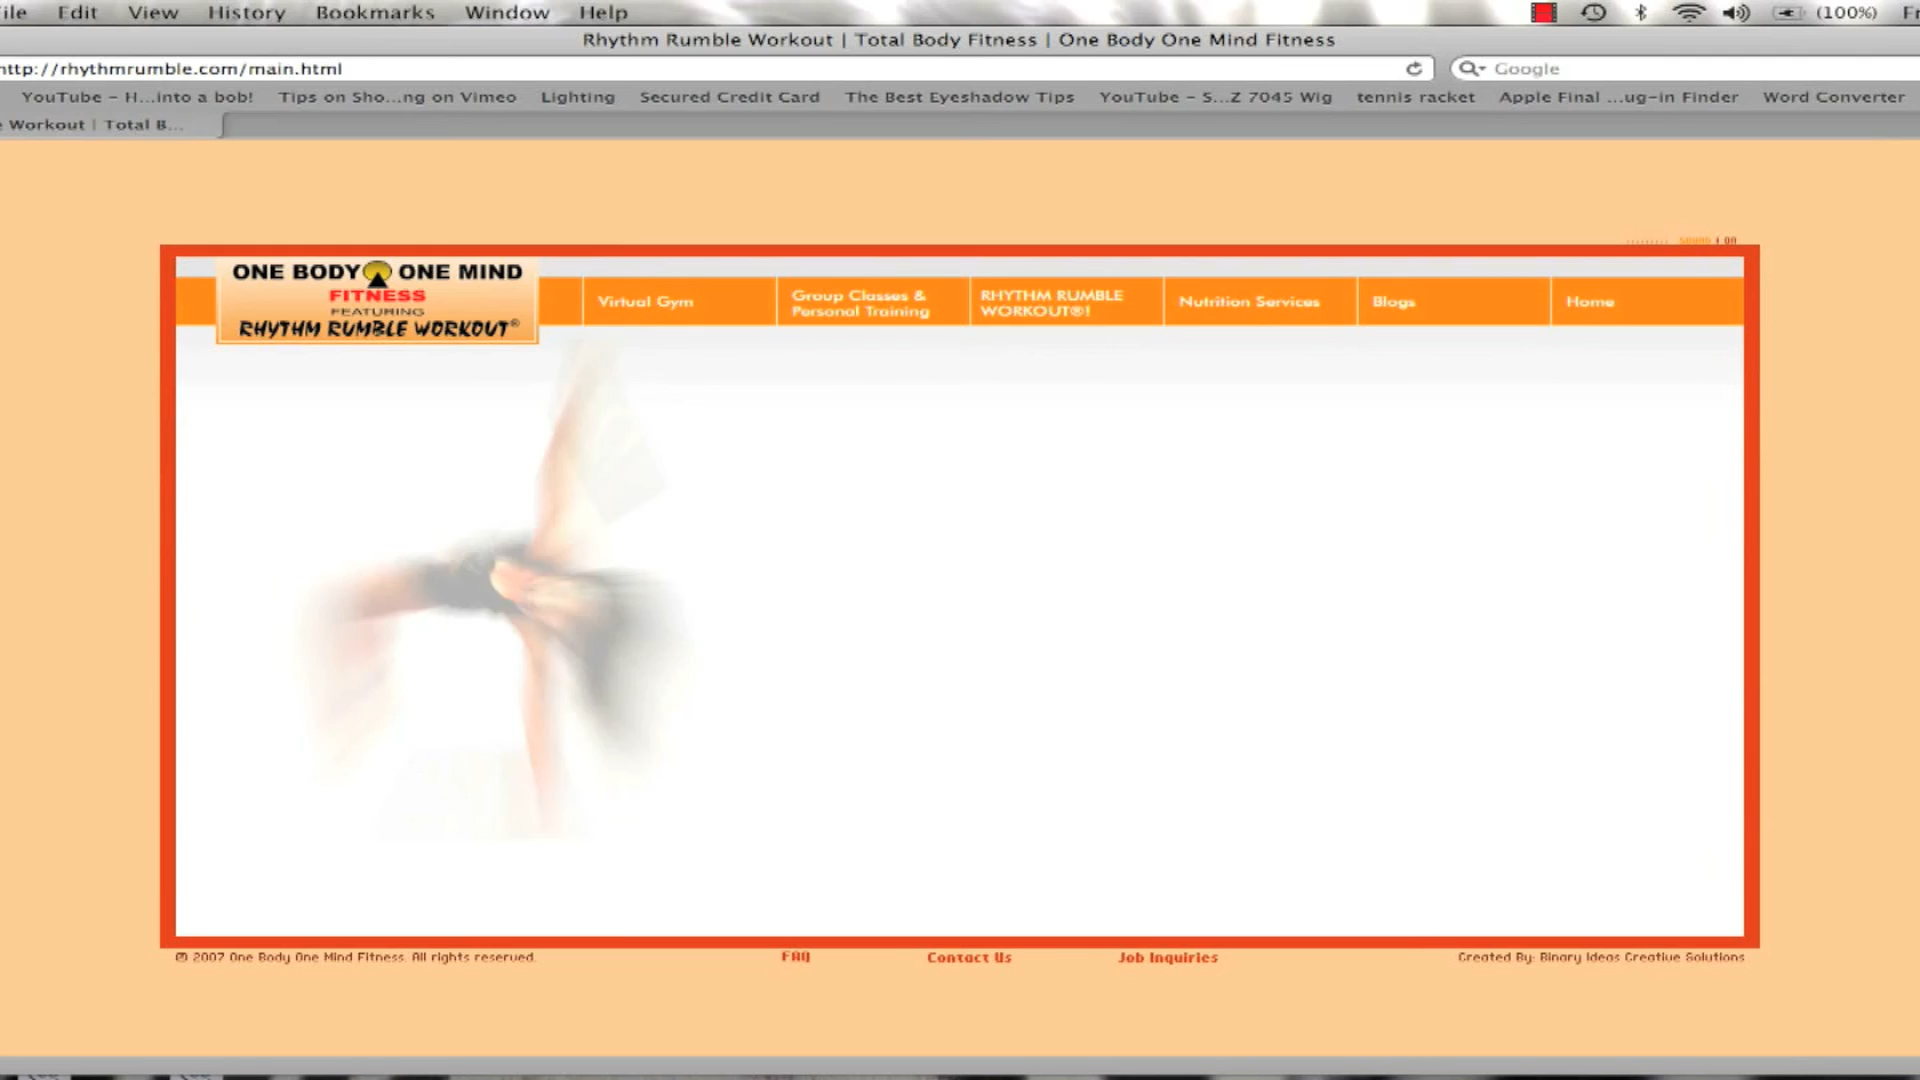 ile Edit View History Bookmarks Window Help (100%) Fr
Rhythm Rumble Workout | Total Body Fitness | One Body One Mind Fitness
http://rhythmrumble.com/main.html Google
YouTube – H...into a bob! Tips on Sho...ng on Vimeo Lighting Secured Credit Card The Best Eyeshadow Tips YouTube – S...Z 7045 Wig tennis racket Apple Final ...ug-in Finder Word Converter
e Workout | Total B...
ONE BODY ONE MIND
FITNESS
FEATURING
RHYTHM RUMBLE WORKOUT®
Virtual Gym
Group Classes &
Personal Training
RHYTHM RUMBLE
WORKOUT®!
Nutrition Services
Blogs
Home
© 2007 One Body One Mind Fitness. All rights reserved.
FAQ
Contact Us
Job Inquiries
Created By: Binary Ideas Creative Solutions